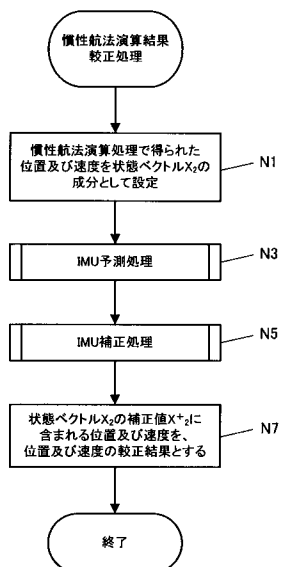 慣性航法演算結果
較正処理
慣性航法演算処理で得られた
位置及び速度を状態ベクトルX₂の
成分として設定
N1
IMU予測処理
N3
IMU補正処理
N5
状態ベクトルX₂の補正値X⁺₂に
含まれる位置及び速度を、
位置及び速度の較正結果とする
N7
終了